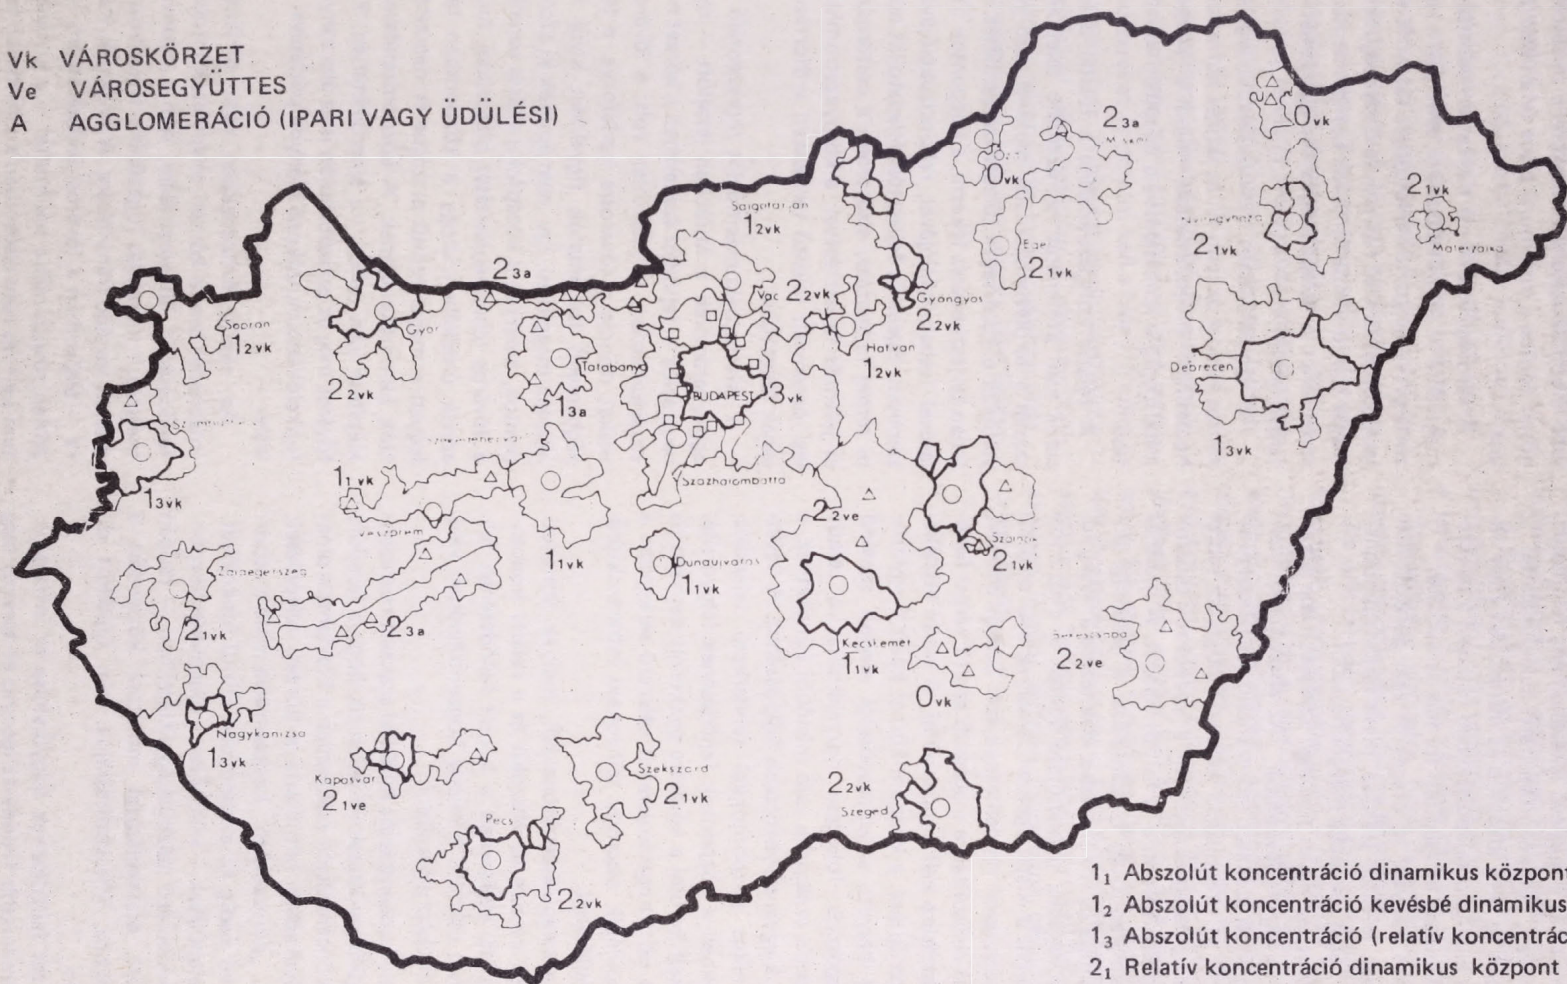 Vk VÁROSKÖRZET
Ve VÁROSEGYÜTTES
A AGGLOMERÁCIÓ (IPARI VAGY ÜDÜLÉSI)
0vk
23a
0vk
21vk
Salgótarján
12vk
Nyíregyháza
21vk
Mátészalka
Eger
21vk
23a
Vác
22vk
Gyöngyös
22vk
Sopron
12vk
Győr
22vk
Tatabánya
13a
Hatvan
12vk
BUDAPEST
3vk
Debrecen
13vk
13vk
Székesfehérvár
11vk
Százhalombatta
Veszprém
11vk
22ve
Szolnok
21vk
Dunaújváros
11vk
Zalaegerszeg
21vk
23a
Kecskemét
11vk
Békéscsaba
22ve
0vk
Nagykanizsa
13vk
Kaposvár
21ve
Szekszárd
21vk
22vk
Szeged
Pécs
22vk
11 Abszolút koncentráció dinamikus központ
12 Abszolút koncentráció kevésbé dinamikus
13 Abszolút koncentráció (relatív koncentrác
21 Relatív koncentráció dinamikus központ